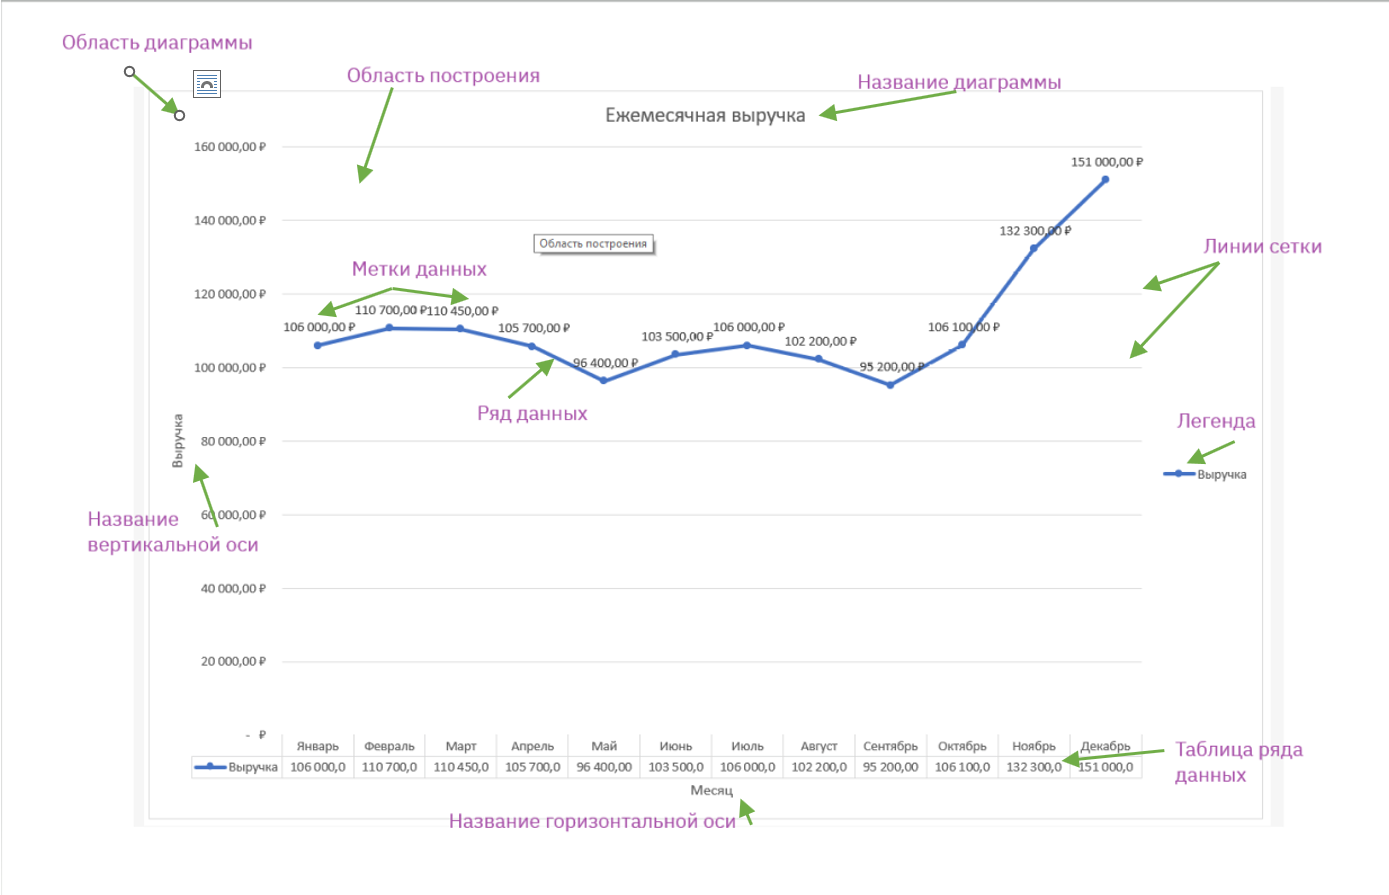 Область диаграммы
Область построения
Название диаграммы
Ежемесячная выручка
160 000,00 ₽
151 000,00 ₽
140 000,00 ₽
132 300,00 ₽
Область построения
Линии сетки
Метки данных
120 000,00 ₽
110 700,00 ₽
110 450,00 ₽
106 000,00 ₽
105 700,00 ₽
103 500,00 ₽
106 000,00 ₽
102 200,00 ₽
106 100,00 ₽
96 400,00 ₽
95 200,00 ₽
100 000,00 ₽
Ряд данных
Легенда
Выручка
80 000,00 ₽
Выручка
Название
вертикальной оси
60 000,00 ₽
40 000,00 ₽
20 000,00 ₽
- ₽
Январь Февраль Март Апрель Май Июнь Июль Август Сентябрь Октябрь Ноябрь Декабрь
Выручка 106 000,0 110 700,0 110 450,0 105 700,0 96 400,00 103 500,0 106 000,0 102 200,0 95 200,00 106 100,0 132 300,0 151 000,0
Таблица ряда
данных
Месяц
Название горизонтальной оси